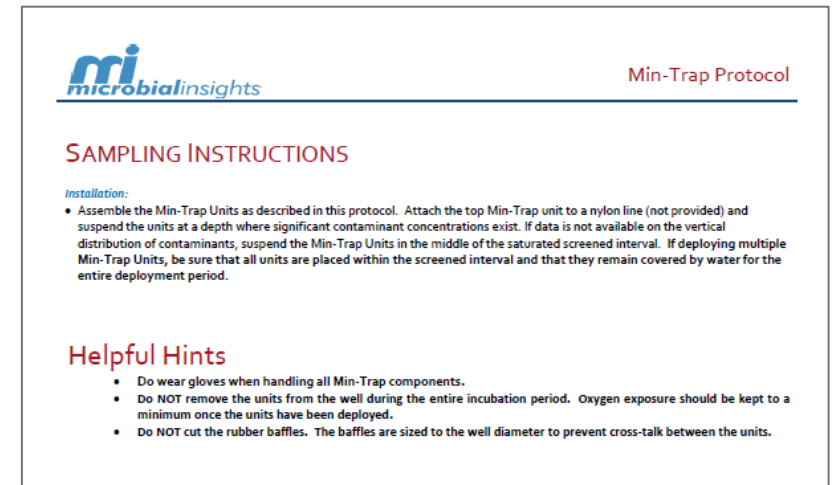 mi
microbialinsights
Min-Trap Protocol
SAMPLING INSTRUCTIONS
Installation:
• Assemble the Min-Trap Units as described in this protocol. Attach the top Min-Trap unit to a nylon line (not provided) and
suspend the units at a depth where significant contaminant concentrations exist. If data is not available on the vertical
distribution of contaminants, suspend the Min-Trap Units in the middle of the saturated screened interval. If deploying multiple
Min-Trap Units, be sure that all units are placed within the screened interval and that they remain covered by water for the
entire deployment period.
Helpful Hints
• Do wear gloves when handling all Min-Trap components.
• Do NOT remove the units from the well during the entire incubation period. Oxygen exposure should be kept to a
minimum once the units have been deployed.
• Do NOT cut the rubber baffles. The baffles are sized to the well diameter to prevent cross-talk between the units.